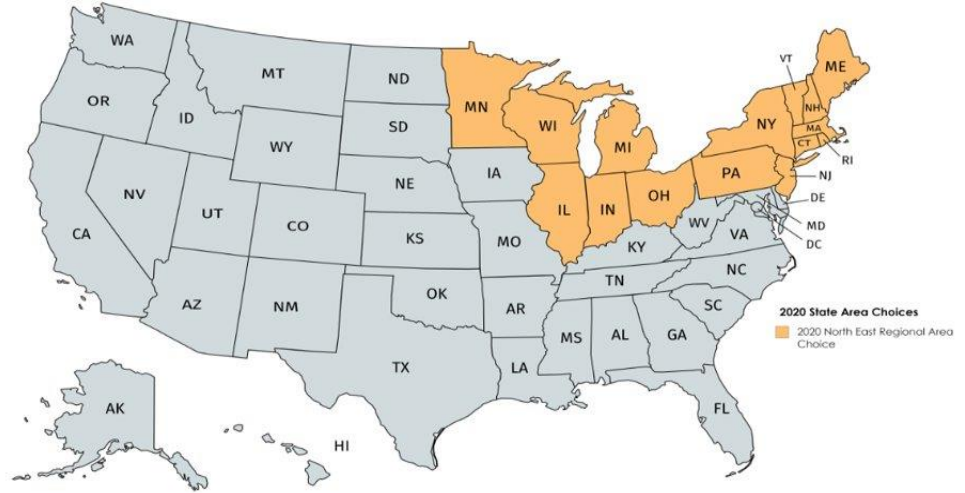 WA
MT
ND
MN
VT
ME
OR
ID
SD
WI
MI
NY
NH
MA
CT
RI
WY
NJ
PA
IA
NE
NV
UT
CO
IL
IN
OH
DE
MD
DC
WV
VA
CA
KS
MO
KY
AZ
NM
OK
TN
NC
AR
SC
MS
AL
GA
TX
LA
FL
AK
HI
2020 State Area Choices
2020 North East Regional Area
Choice